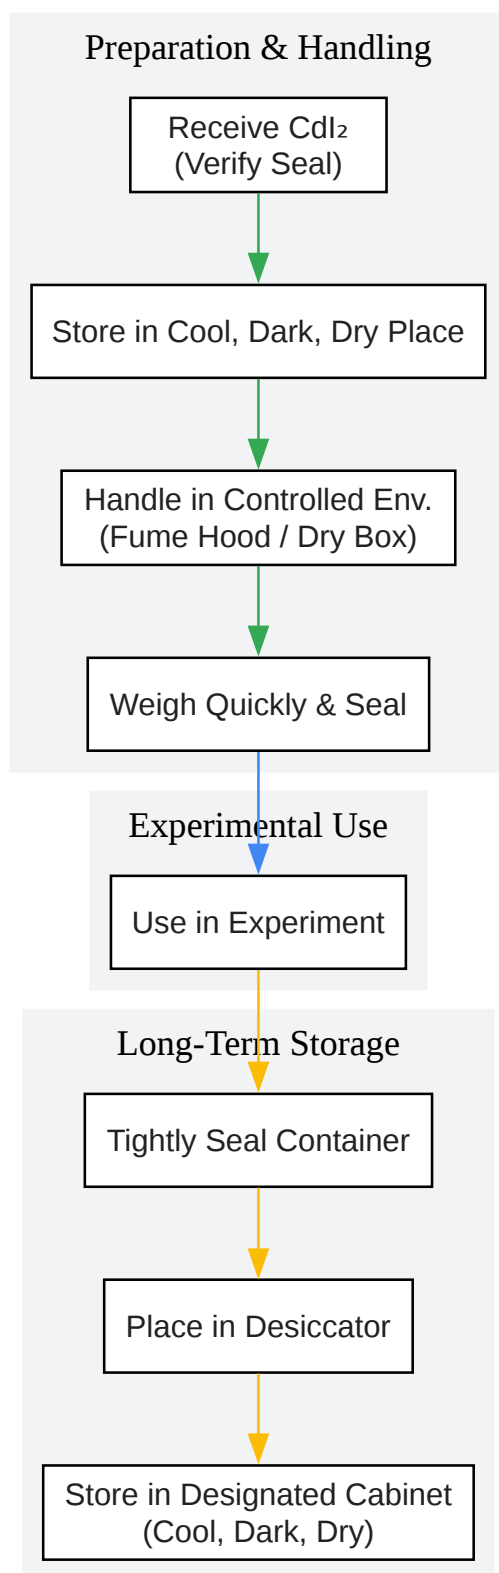 Preparation & Handling
Receive CdI₂
(Verify Seal)
Store in Cool, Dark, Dry Place
Handle in Controlled Env.
(Fume Hood / Dry Box)
Weigh Quickly & Seal
Experimental Use
Use in Experiment
Long-Term Storage
Tightly Seal Container
Place in Desiccator
Store in Designated Cabinet
(Cool, Dark, Dry)